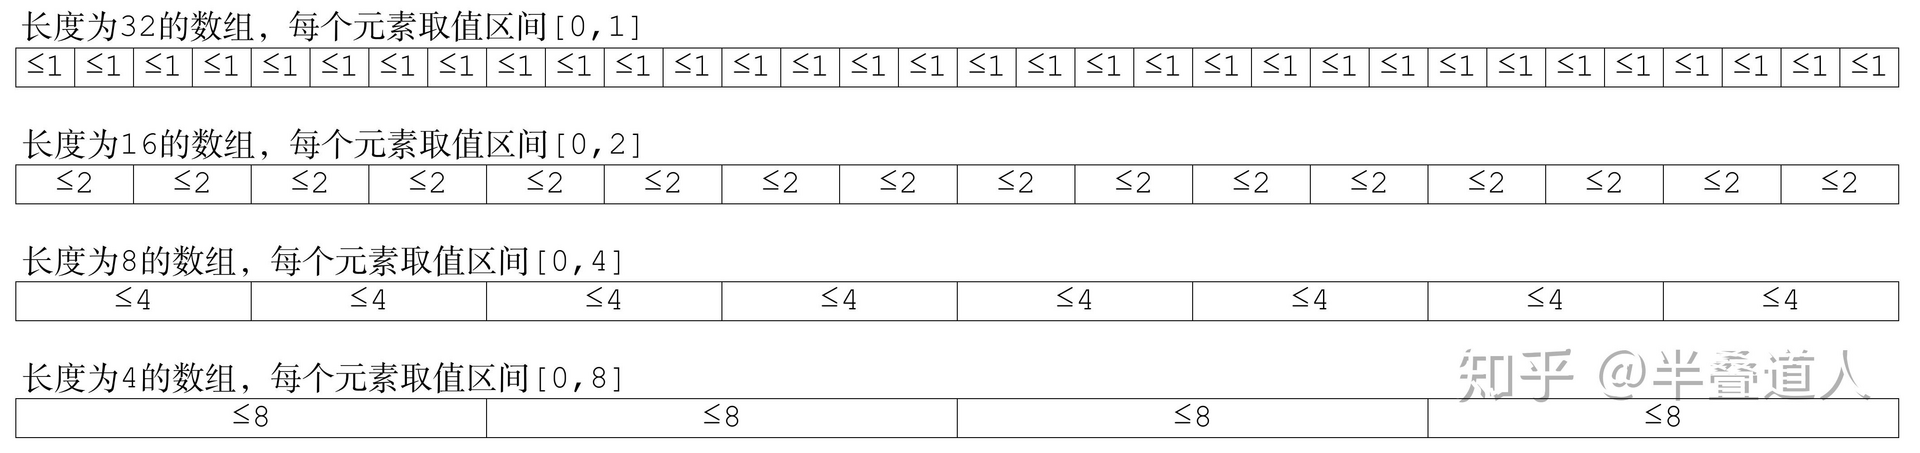 长度为32的数组，每个元素取值区间[0,1]
≤1 ≤1 ≤1 ≤1 ≤1 ≤1 ≤1 ≤1 ≤1 ≤1 ≤1 ≤1 ≤1 ≤1 ≤1 ≤1 ≤1 ≤1 ≤1 ≤1 ≤1 ≤1 ≤1 ≤1 ≤1 ≤1 ≤1 ≤1 ≤1 ≤1 ≤1 ≤1
长度为16的数组，每个元素取值区间[0,2]
≤2 ≤2 ≤2 ≤2 ≤2 ≤2 ≤2 ≤2 ≤2 ≤2 ≤2 ≤2 ≤2 ≤2 ≤2 ≤2
长度为8的数组，每个元素取值区间[0,4]
≤4 ≤4 ≤4 ≤4 ≤4 ≤4 ≤4 ≤4
长度为4的数组，每个元素取值区间[0,8]
≤8 ≤8 ≤8 ≤8
知乎 @半叠道人